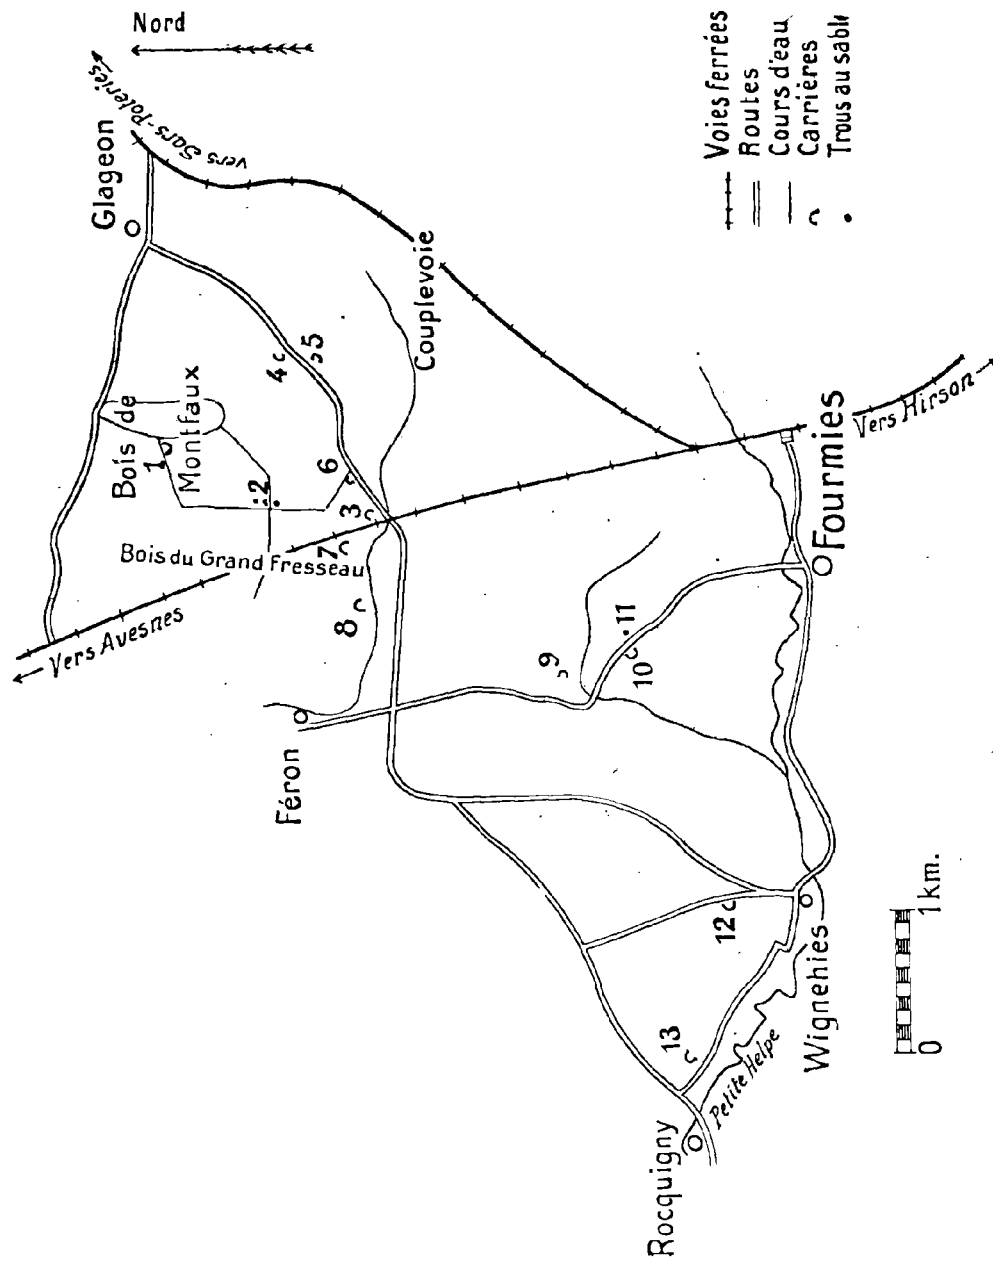 Nord
vers Sars-Poteries
Glageon
Couplevoie
Bois de
Montfaux
Bois du Grand Fresseau
1
2
3
4
5
6
7
8
9
10
11
12
13
Vers Avesnes
Féron
Fourmies
Vers Hirson
Wignehies
Rocquigny
Petite Helpe
Voies ferrées
Routes
Cours d'eau
Carrières
Trous au sable
0
1 km.